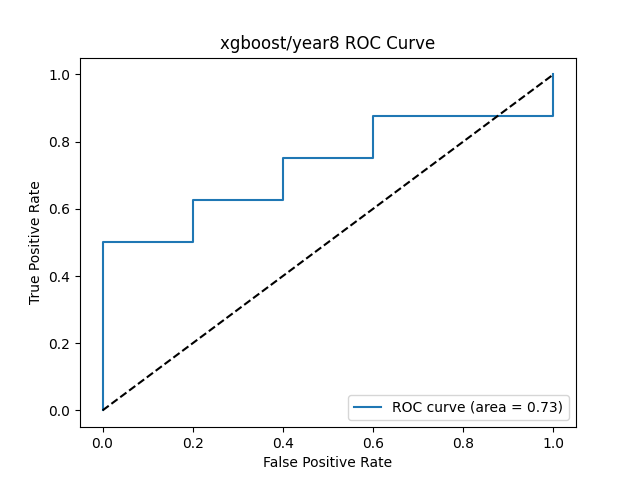 xgboost/year8 ROC Curve
True Positive Rate
1.0
0.8
0.6
0.4
0.2
0.0
ROC curve (area = 0.73)
0.0 0.2 0.4 0.6 0.8 1.0
False Positive Rate